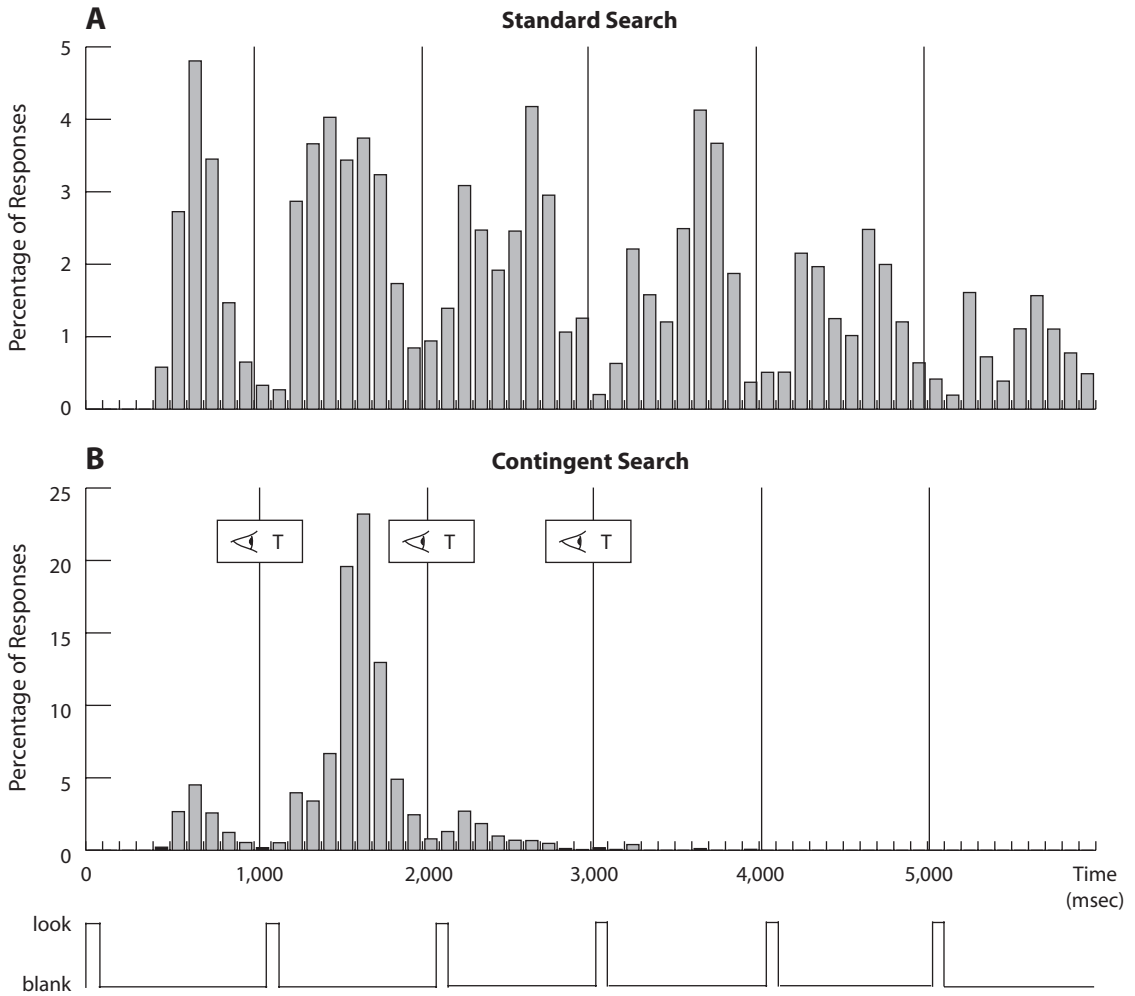 A
Standard Search
Percentage of Responses
5
4
3
2
1
0
B
Contingent Search
Percentage of Responses
25
20
15
10
5
0
T T T
0 1,000 2,000 3,000 4,000 5,000 Time
(msec)
look
blank